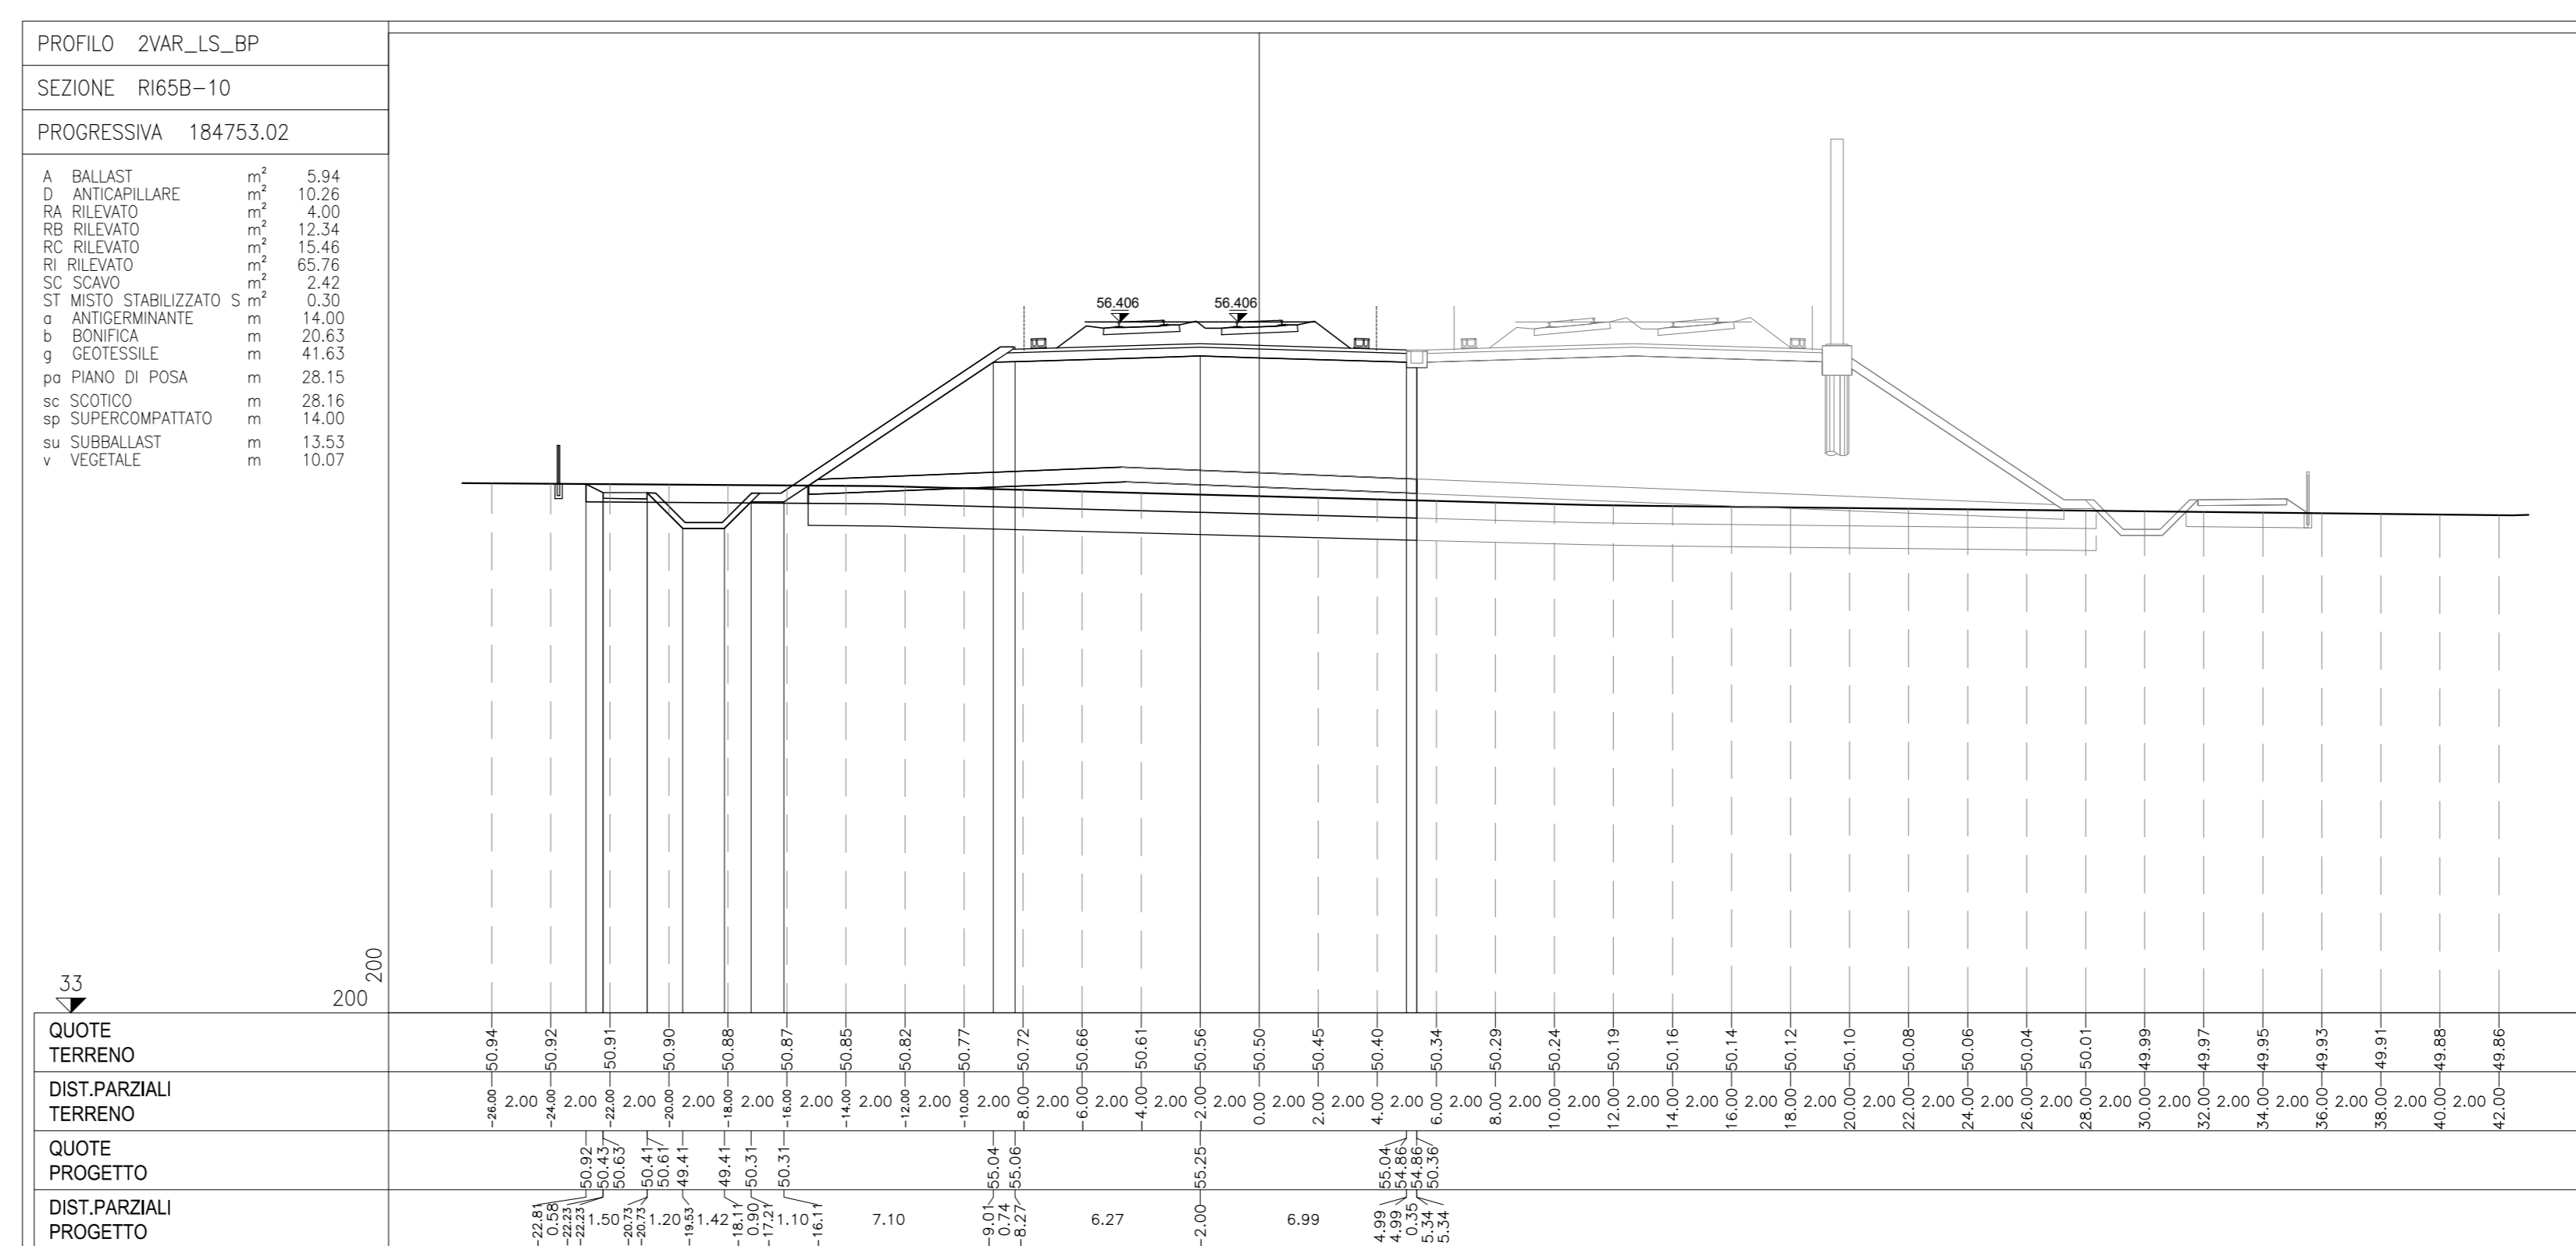 PROFILO 2VAR_LS_BP
SEZIONE RI65B-10
PROGRESSIVA 184753.02
A BALLAST m² 5.94
D ANTICAPILLARE m² 10.26
RA RILEVATO m² 4.00
RB RILEVATO m² 12.34
RC RILEVATO m² 15.46
RI RILEVATO m² 65.76
SC SCAVO m² 2.42
ST MISTO STABILIZZATO S m² 0.30
a ANTIGERMINANTE m 14.00
b BONIFICA m 20.63
g GEOTESSILE m 41.63
pa PIANO DI POSA m 28.15
sc SCOTICO m 28.16
sp SUPERCOMPATTATO m 14.00
su SUBBALLAST m 13.53
v VEGETALE m 10.07
56.406 56.406
33
200
200
QUOTE TERRENO
50.94 50.92 50.91 50.90 50.88 50.87 50.85 50.82 50.77 50.72 50.66 50.61 50.56 50.50 50.45 50.40 50.34 50.29 50.24 50.19 50.16 50.14 50.12 50.10 50.08 50.06 50.04 50.01 49.99 49.97 49.95 49.93 49.91 49.88 49.86
DIST.PARZIALI TERRENO
-26.00 2.00 -24.00 2.00 -22.00 2.00 -20.00 2.00 -18.00 2.00 -16.00 2.00 -14.00 2.00 -12.00 2.00 -10.00 2.00 -8.00 2.00 -6.00 2.00 -4.00 2.00 -2.00 2.00 0.00 2.00 2.00 2.00 4.00 2.00 6.00 2.00 8.00 2.00 10.00 2.00 12.00 2.00 14.00 2.00 16.00 2.00 18.00 2.00 20.00 2.00 22.00 2.00 24.00 2.00 26.00 2.00 28.00 2.00 30.00 2.00 32.00 2.00 34.00 2.00 36.00 2.00 38.00 2.00 40.00 2.00 42.00
QUOTE PROGETTO
50.92 50.43 50.63 50.41 50.61 49.41 49.41 50.31 50.31 55.04 55.06 55.25 55.04 54.86 54.86 50.36
DIST.PARZIALI PROGETTO
-22.81 0.58 -22.23 -22.23 1.50 -20.73 -20.73 1.20 -19.53 1.42 -18.11 0.90 -17.21 1.10 -16.11 7.10 -9.01 0.74 -8.27 6.27 -2.00 6.99 4.99 4.99 0.35 5.34 5.34